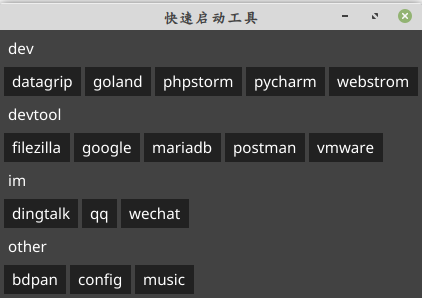 快速启动工具
dev
datagrip goland phpstorm pycharm webstrom
devtool
filezilla google mariadb postman vmware
im
dingtalk qq wechat
other
bdpan config music